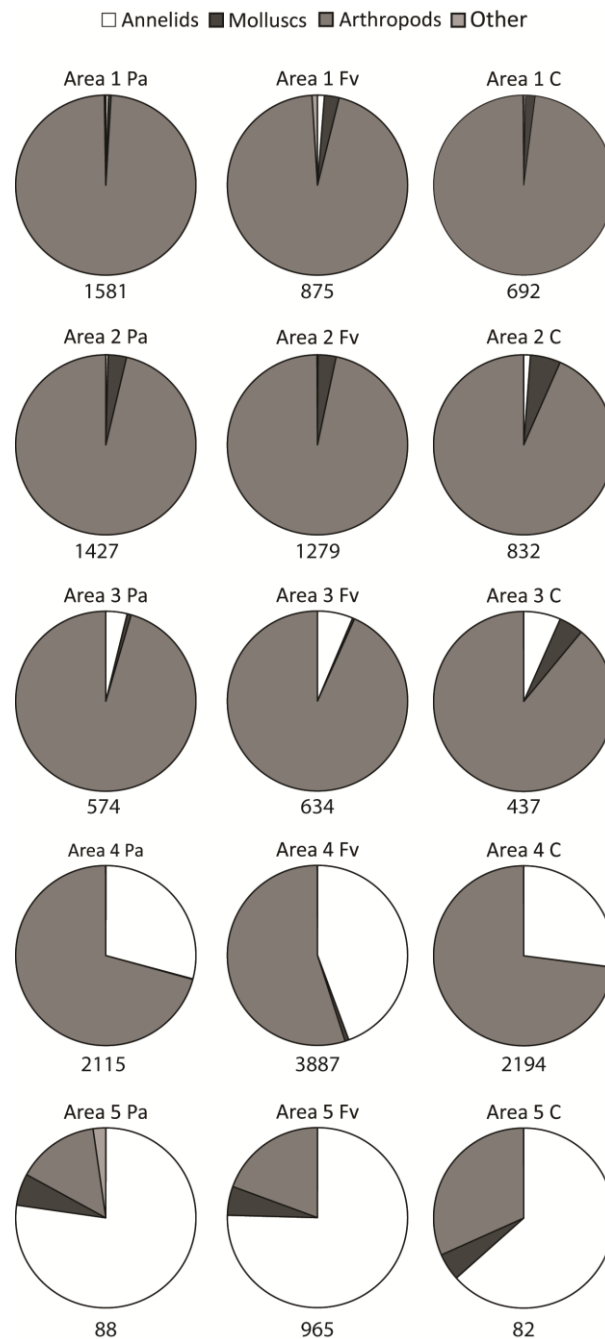 Annelids Molluscs Arthropods Other
Area 1 Pa Area 1 Fv Area 1 C
1581 875 692
Area 2 Pa Area 2 Fv Area 2 C
1427 1279 832
Area 3 Pa Area 3 Fv Area 3 C
574 634 437
Area 4 Pa Area 4 Fv Area 4 C
2115 3887 2194
Area 5 Pa Area 5 Fv Area 5 C
88 965 82